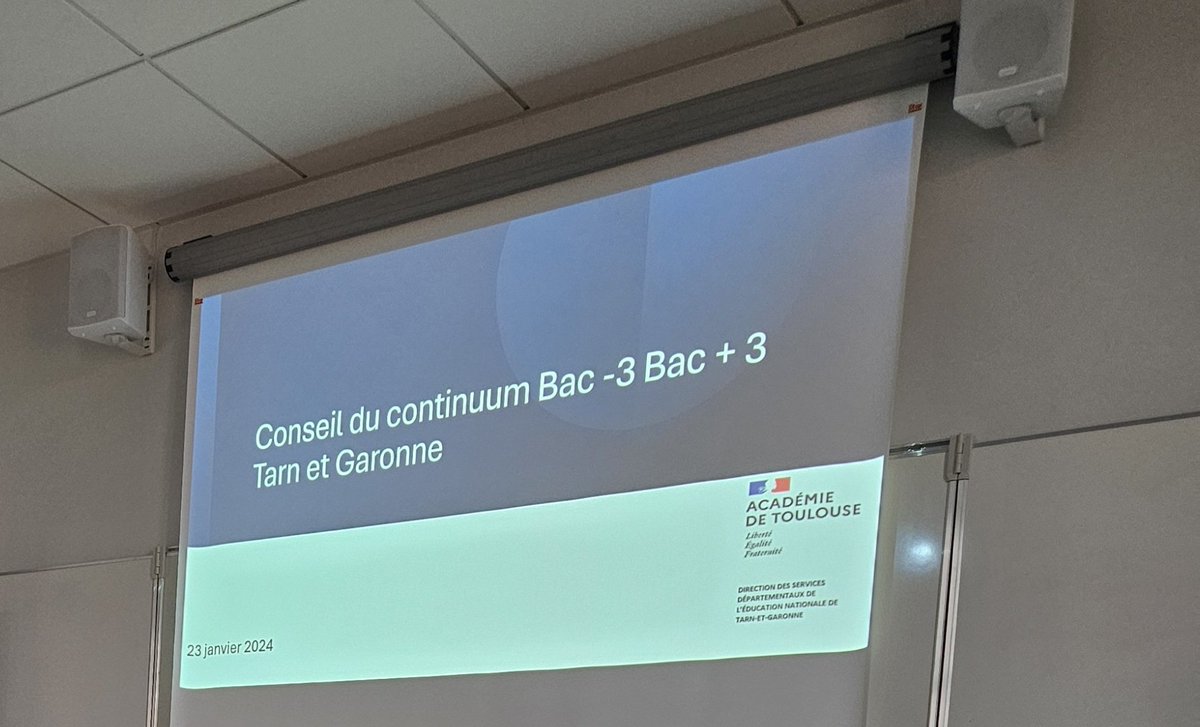 Conseil du continuum Bac -3 Bac + 3
Tarn et Garonne
ACADÉMIE
DE TOULOUSE
Liberté
Égalité
Fraternité
DIRECTION DES SERVICES
DÉPARTEMENTAUX DE
L'ÉDUCATION NATIONALE DE
TARN-ET-GARONNE
23 janvier 2024